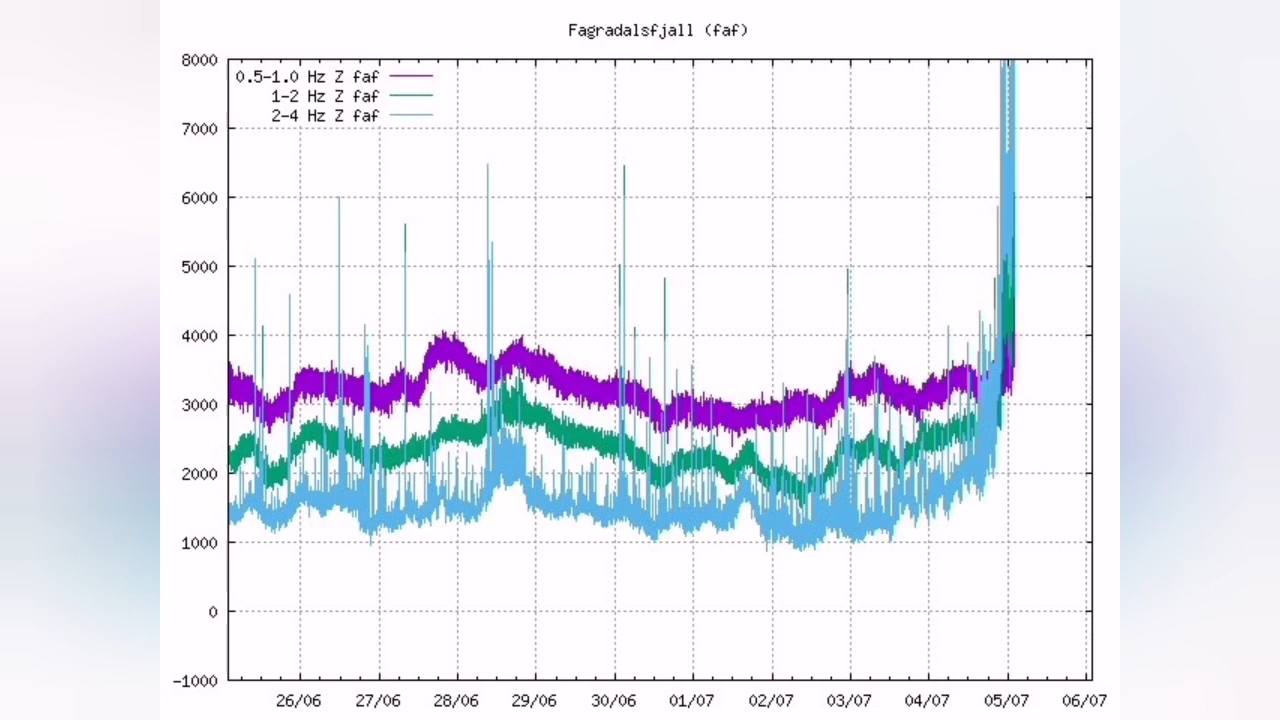 Fagradalsfjall (faf)
8000
0.5-1.0 Hz Z faf
1-2 Hz Z faf
2-4 Hz Z faf
7000
6000
5000
4000
3000
2000
1000
0
-1000
26/06 27/06 28/06 29/06 30/06 01/07 02/07 03/07 04/07 05/07 06/07